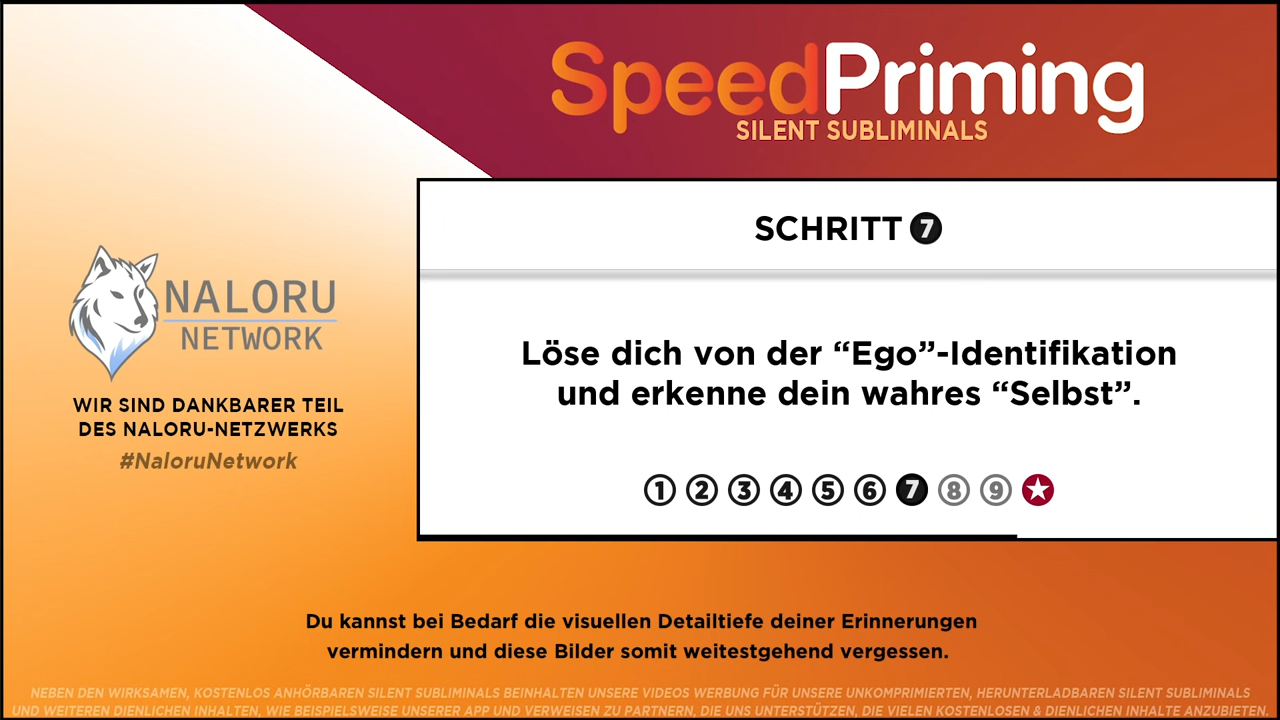 SpeedPriming
SILENT SUBLIMINALS
SCHRITT 7
Löse dich von der “Ego”-Identifikation
und erkenne dein wahres “Selbst”.
1 2 3 4 5 6 7 8 9
NALORU
NETWORK
WIR SIND DANKBARER TEIL
DES NALORU-NETZWERKS
#NaloruNetwork
Du kannst bei Bedarf die visuellen Detailtiefe deiner Erinnerungen
vermindern und diese Bilder somit weitestgehend vergessen.
NEBEN DEN WIRKSAMEN, KOSTENLOS ANHÖRBAREN SILENT SUBLIMINALS BEINHALTEN UNSERE VIDEOS WERBUNG FÜR UNSERE UNKOMPRIMIERTEN, HERUNTERLADBAREN SILENT SUBLIMINALS
UND WEITEREN DIENLICHEN INHALTEN, WIE BEISPIELSWEISE UNSERER APP UND VERWEISEN ZU PARTNERN, DIE UNS UNTERSTÜTZEN, DIE VIELEN KOSTENLOSEN & DIENLICHEN INHALTE ANZUBIETEN.